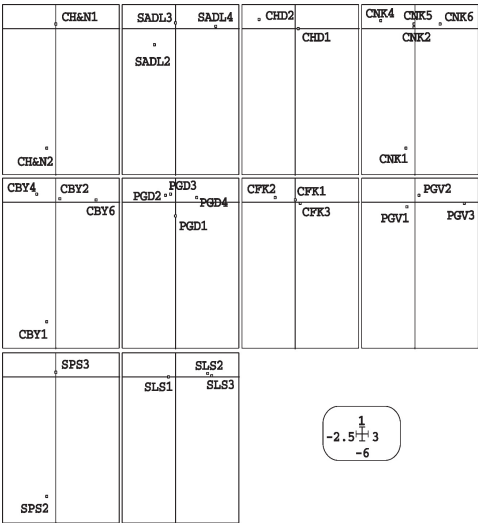 CH&N1 SADL3 SADL4 CHD2 CNK4 CNK5 CNK6
CHD1 CNK2
SADL2
CH&N2 CNK1
CBY4 CBY2 PGD3 CFK2 CFK1 PGV2
PGD2 PGD4
CBY6 PGD1 CFK3 PGV1 PGV3
CBY1
SPS3 SLS2
SLS1 SLS3
1
-2.5 3
-6
SPS2